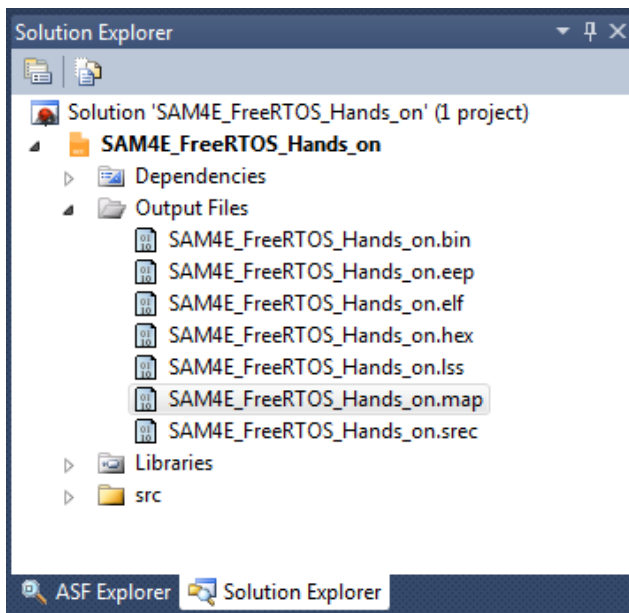 Solution Explorer
Solution 'SAM4E_FreeRTOS_Hands_on' (1 project)
SAM4E_FreeRTOS_Hands_on
Dependencies
Output Files
SAM4E_FreeRTOS_Hands_on.bin
SAM4E_FreeRTOS_Hands_on.eep
SAM4E_FreeRTOS_Hands_on.elf
SAM4E_FreeRTOS_Hands_on.hex
SAM4E_FreeRTOS_Hands_on.lss
SAM4E_FreeRTOS_Hands_on.map
SAM4E_FreeRTOS_Hands_on.srec
Libraries
src
ASF Explorer Solution Explorer